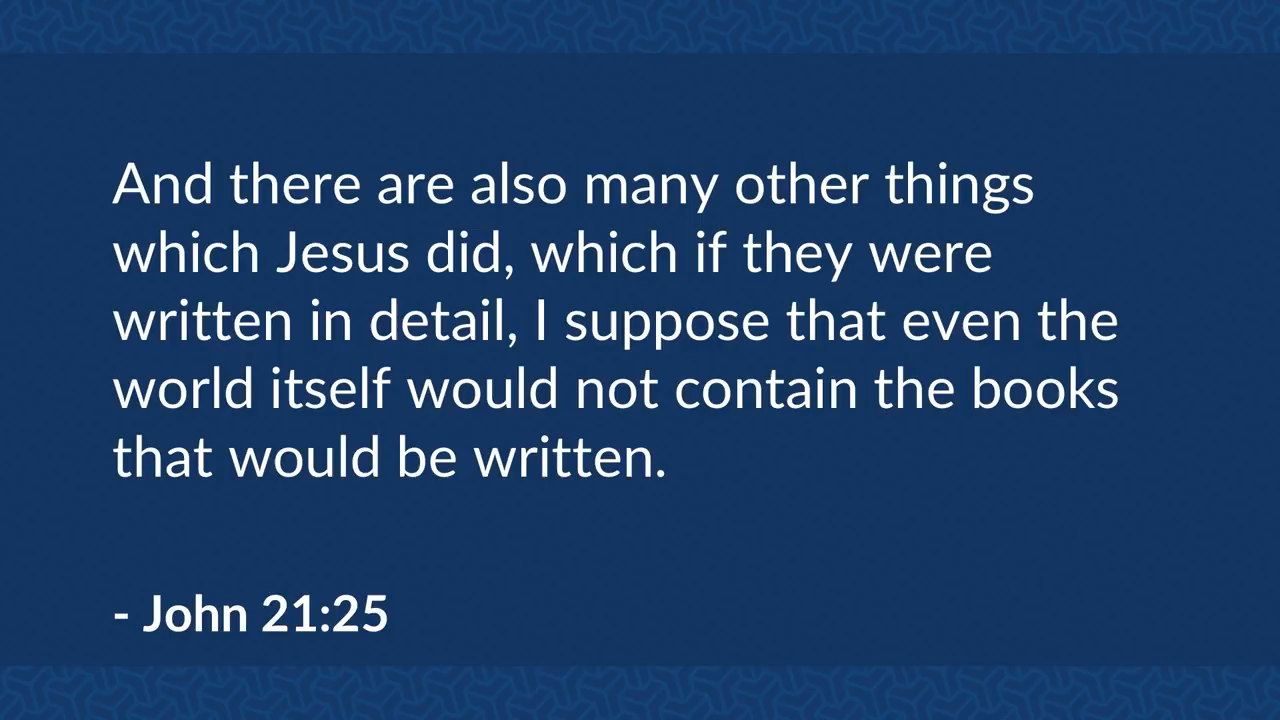 And there are also many other things
which Jesus did, which if they were
written in detail, I suppose that even the
world itself would not contain the books
that would be written.
- John 21:25